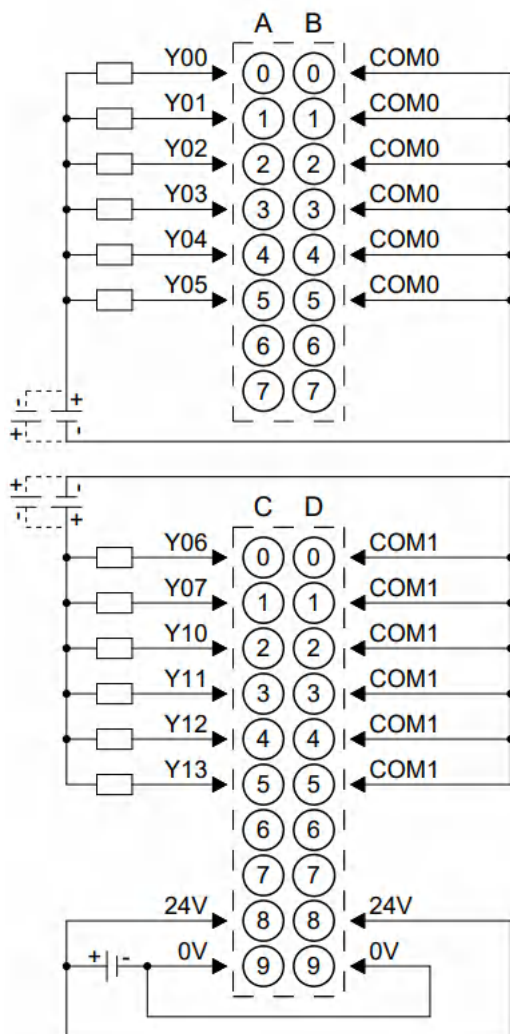 A B
Y00 0 0 COM0
Y01 1 1 COM0
Y02 2 2 COM0
Y03 3 3 COM0
Y04 4 4 COM0
Y05 5 5 COM0
6 6
7 7
- +
+ -
+ -
- +
C D
Y06 0 0 COM1
Y07 1 1 COM1
Y10 2 2 COM1
Y11 3 3 COM1
Y12 4 4 COM1
Y13 5 5 COM1
6 6
7 7
24V 8 8 24V
+ - 0V 9 9 0V